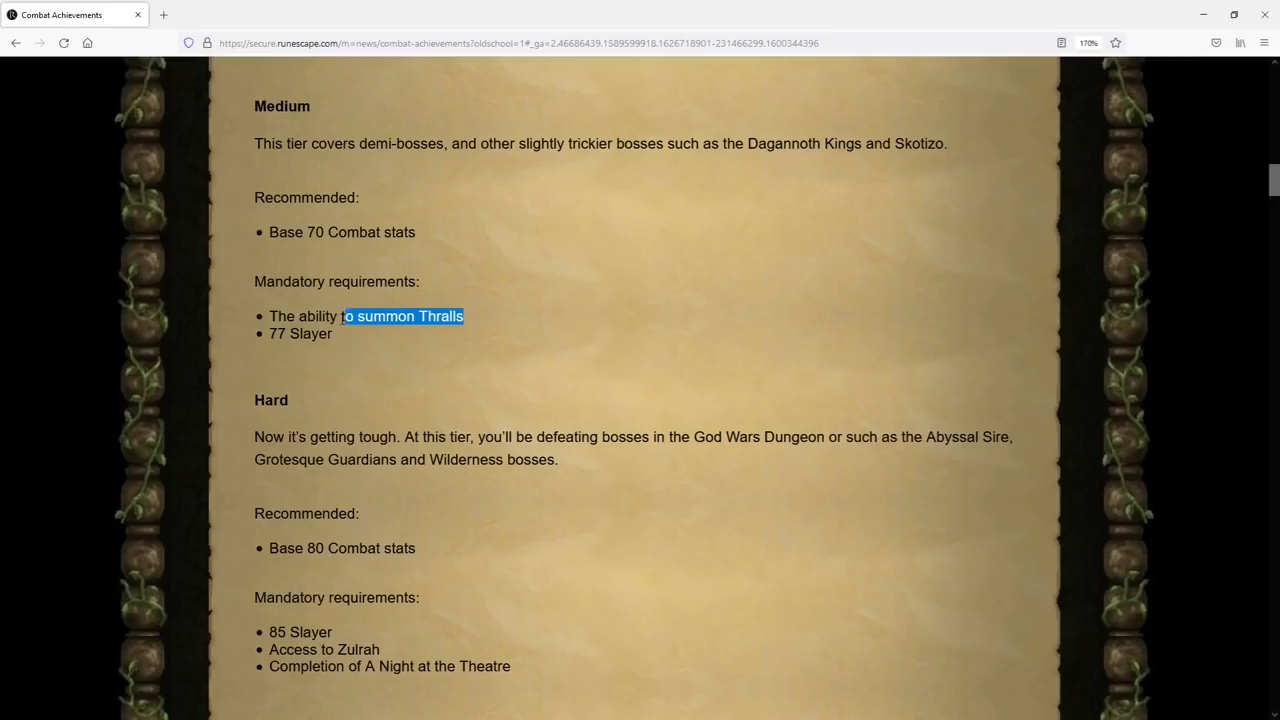 Combat Achievements
https://secure.runescape.com/m=news/combat-achievements?oldschool=1#_ga=2.46686439.1589599918.1626718901-231466299.1600344396
170%
Medium
This tier covers demi-bosses, and other slightly trickier bosses such as the Dagannoth Kings and Skotizo.
Recommended:
• Base 70 Combat stats
Mandatory requirements:
• The ability to summon Thralls
• 77 Slayer
Hard
Now it’s getting tough. At this tier, you’ll be defeating bosses in the God Wars Dungeon or such as the Abyssal Sire,
Grotesque Guardians and Wilderness bosses.
Recommended:
• Base 80 Combat stats
Mandatory requirements:
• 85 Slayer
• Access to Zulrah
• Completion of A Night at the Theatre